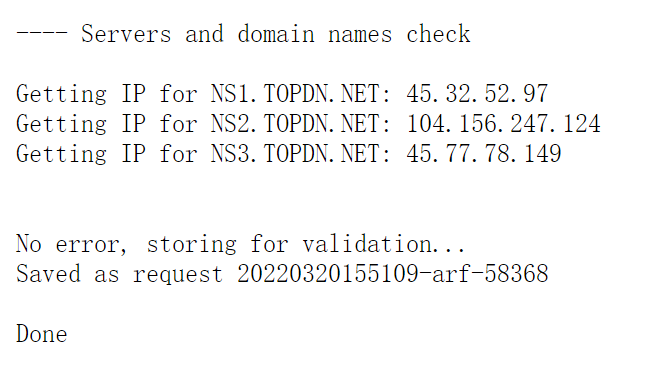 ---- Servers and domain names check
Getting IP for NS1.TOPDN.NET: 45.32.52.97
Getting IP for NS2.TOPDN.NET: 104.156.247.124
Getting IP for NS3.TOPDN.NET: 45.77.78.149
No error, storing for validation...
Saved as request 20220320155109-arf-58368
Done